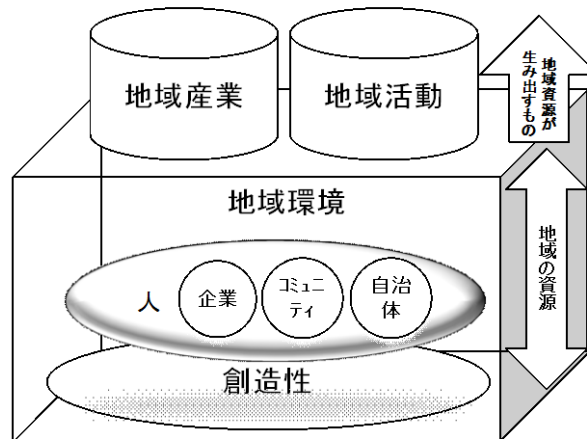 地域産業
地域活動
地域資源が
生み出すもの
地域環境
人
企業
コミュニ
ティ
自治
体
地域の資源
創造性